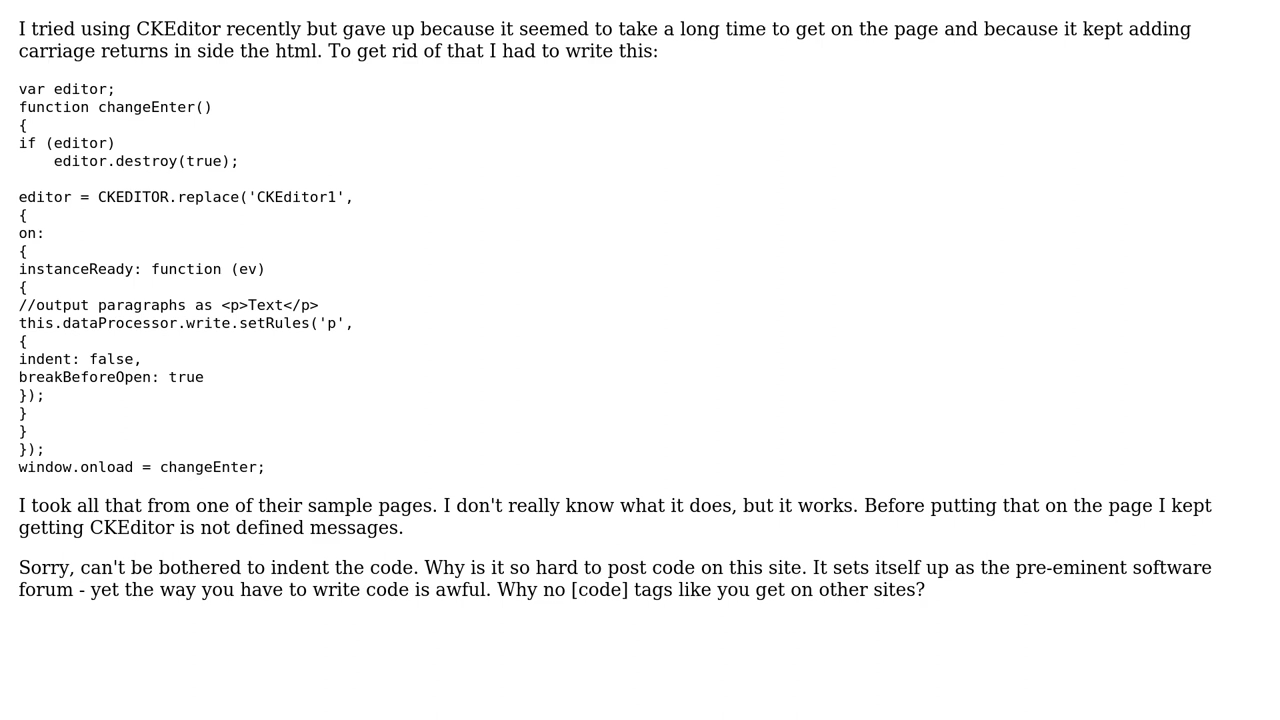 I tried using CKEditor recently but gave up because it seemed to take a long time to get on the page and because it kept adding
carriage returns in side the html. To get rid of that I had to write this:
var editor;
function changeEnter()
{
if (editor)
    editor.destroy(true);
editor = CKEDITOR.replace('CKEditor1',
{
on:
{
instanceReady: function (ev)
{
//output paragraphs as <p>Text</p>
this.dataProcessor.write.setRules('p',
{
indent: false,
breakBeforeOpen: true
});
}
}
});
window.onload = changeEnter;
I took all that from one of their sample pages. I don't really know what it does, but it works. Before putting that on the page I kept
getting CKEditor is not defined messages.
Sorry, can't be bothered to indent the code. Why is it so hard to post code on this site. It sets itself up as the pre-eminent software
forum - yet the way you have to write code is awful. Why no [code] tags like you get on other sites?